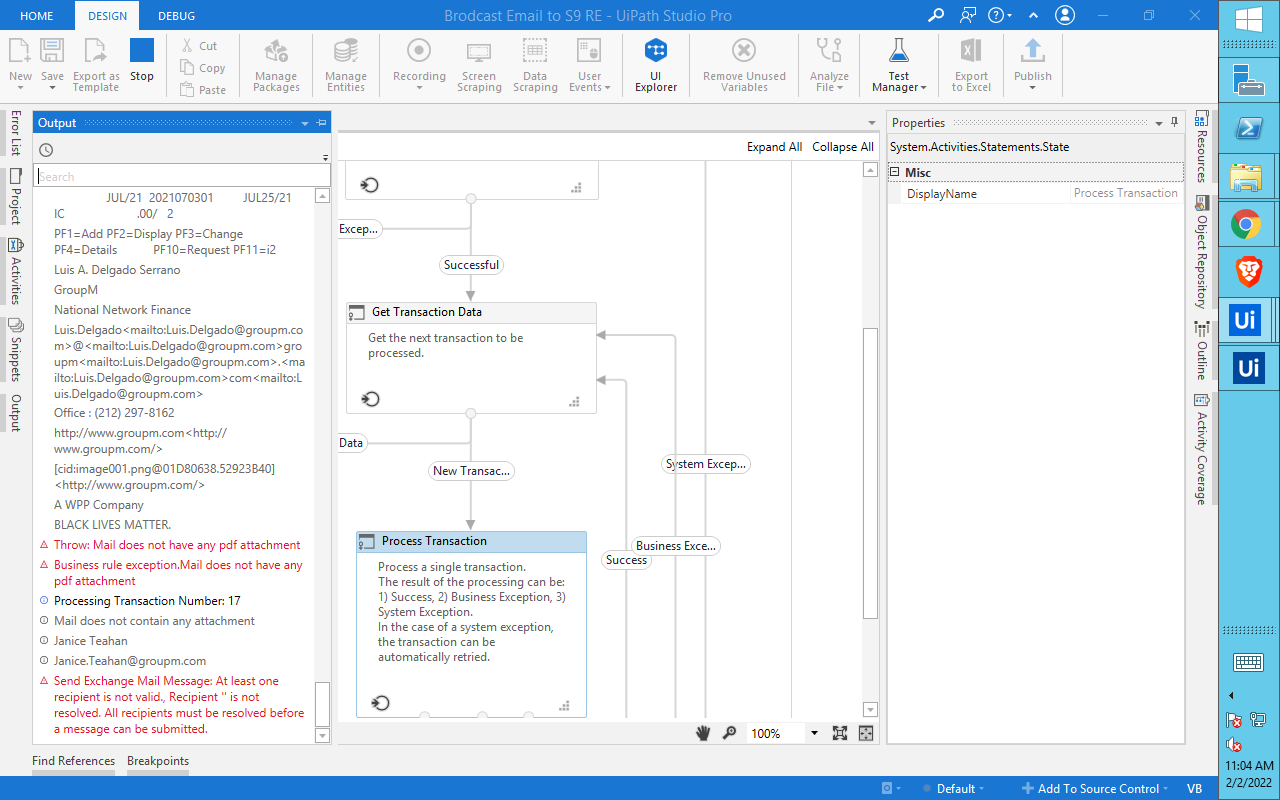 HOME DESIGN DEBUG Brodcast Email to S9 RE - UiPath Studio Pro
New Save Export as Template Stop Cut Copy Paste Manage Packages Manage Entities Recording Screen Scraping Data Scraping User Events UI Explorer Remove Unused Variables Analyze File Test Manager Export to Excel Publish
Error List
Project
Activities
Snippets
Output
Output
Search
JUL/21 2021070301 JUL25/21
IC .00/ 2
PF1=Add PF2=Display PF3=Change
PF4=Details PF10=Request PF11=i2
Luis A. Delgado Serrano
GroupM
National Network Finance
Luis.Delgado<mailto:Luis.Delgado@groupm.co
m>@<mailto:Luis.Delgado@groupm.com>gro
upm<mailto:Luis.Delgado@groupm.com>.<ma
ilto:Luis.Delgado@groupm.com>com<mailto:L
uis.Delgado@groupm.com>
Office : (212) 297-8162
http://www.groupm.com<http://
www.groupm.com/>
[cid:image001.png@01D80638.52923B40]
<http://www.groupm.com/>
A WPP Company
BLACK LIVES MATTER.
Throw: Mail does not have any pdf attachment
Business rule exception.Mail does not have any
pdf attachment
Processing Transaction Number: 17
Mail does not contain any attachment
Janice Teahan
Janice.Teahan@groupm.com
Send Exchange Mail Message: At least one
recipient is not valid., Recipient '' is not
resolved. All recipients must be resolved before
a message can be submitted.
Find References Breakpoints
Expand All Collapse All
Excep...
Successful
Get Transaction Data
Get the next transaction to be
processed.
Data
New Transac...
System Excep...
Business Exce...
Success
Process Transaction
Process a single transaction.
The result of the processing can be:
1) Success, 2) Business Exception, 3)
System Exception.
In the case of a system exception,
the transaction can be
automatically retried.
100%
Properties
System.Activities.Statements.State
Misc
DisplayName Process Transaction
Resources
Object Repository
Outline
Activity Coverage
Default Add To Source Control VB
Ui
Ui
11:04 AM
2/2/2022